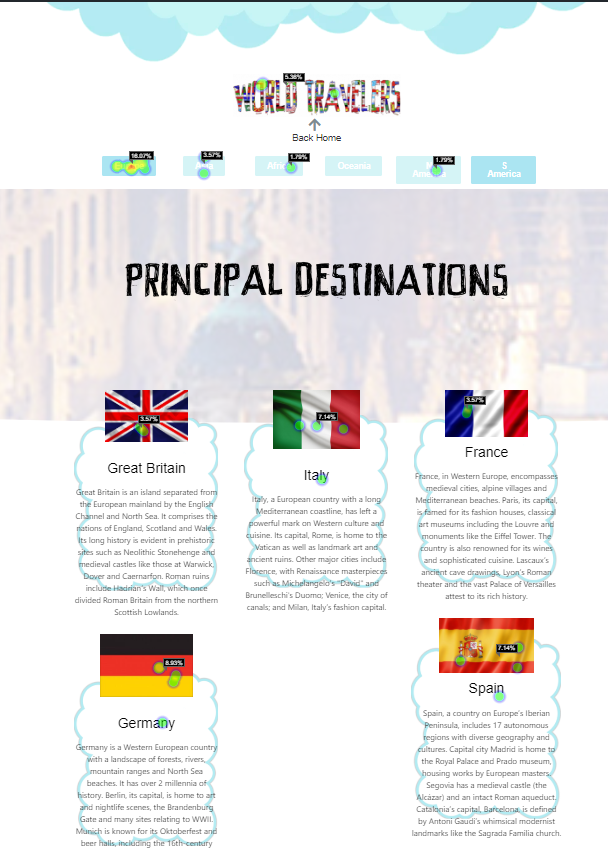 WORLD TRAVELERS
5.36%
Back Home
16.07%
3.57%
1.79%
Oceania
1.79%
S
America
PRINCIPAL DESTINATIONS
3.57%
Great Britain
Great Britain is an island separated from
the European mainland by the English
Channel and North Sea. It comprises the
nations of England, Scotland and Wales.
Its long history is evident in prehistoric
sites such as Neolithic Stonehenge and
medieval castles like those at Warwick,
Dover and Caernarfon. Roman ruins
include Hadrian's Wall, which once
divided Roman Britain from the northern
Scottish Lowlands.
7.14%
Italy
Italy, a European country with a long
Mediterranean coastline, has left a
powerful mark on Western culture and
cuisine. Its capital, Rome, is home to the
Vatican as well as landmark art and
ancient ruins. Other major cities include
Florence, with Renaissance masterpieces
such as Michelangelo's "David" and
Brunelleschi's Duomo; Venice, the city of
canals; and Milan, Italy's fashion capital.
3.57%
France
France, in Western Europe, encompasses
medieval cities, alpine villages and
Mediterranean beaches. Paris, its capital,
is famed for its fashion houses, classical
art museums including the Louvre and
monuments like the Eiffel Tower. The
country is also renowned for its wines
and sophisticated cuisine. Lascaux's
ancient cave drawings, Lyon's Roman
theater and the vast Palace of Versailles
attest to its rich history.
8.93%
Germany
Germany is a Western European country
with a landscape of forests, rivers,
mountain ranges and North Sea
beaches. It has over 2 millennia of
history. Berlin, its capital, is home to art
and nightlife scenes, the Brandenburg
Gate and many sites relating to WWII.
Munich is known for its Oktoberfest and
beer halls, including the 16th-century
7.14%
Spain
Spain, a country on Europe's Iberian
Peninsula, includes 17 autonomous
regions with diverse geography and
cultures. Capital city Madrid is home to
the Royal Palace and Prado museum,
housing works by European masters.
Segovia has a medieval castle (the
Alcázar) and an intact Roman aqueduct.
Catalonia's capital, Barcelona, is defined
by Antoni Gaudí's whimsical modernist
landmarks like the Sagrada Família church.